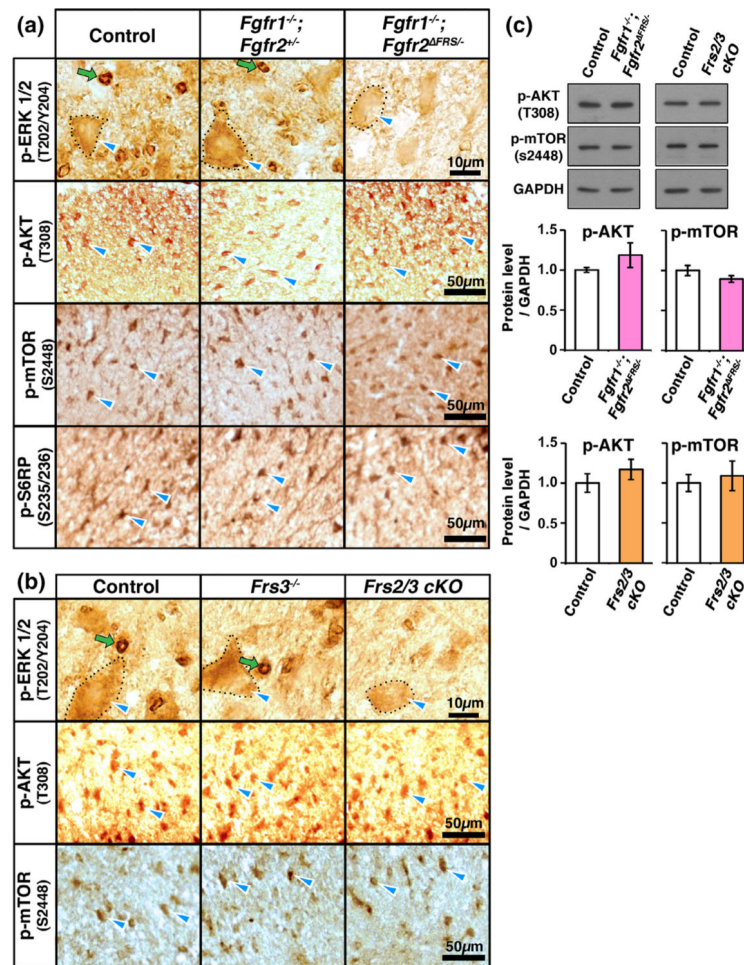 (a)
Control
Fgfr1-/-;
Fgfr2+/-
Fgfr1-/-;
Fgfr2ΔFRS/-
p-ERK 1/2
(T202/Y204)
10µm
p-AKT
(T308)
50µm
p-mTOR
(S2448)
50µm
p-S6RP
(S235/236)
50µm
(b)
Control
Frs3-/-
Frs2/3 cKO
p-ERK 1/2
(T202/Y204)
10µm
p-AKT
(T308)
50µm
p-mTOR
(S2448)
50µm
(c)
Control
Fgfr1-/-;
Fgfr2ΔFRS/-
Control
Frs2/3
cKO
p-AKT
(T308)
p-mTOR
(s2448)
GAPDH
p-AKT
p-mTOR
Protein level
/ GAPDH
1.5
1.0
0.5
0
Control
Fgfr1-/-;
Fgfr2ΔFRS/-
Control
Fgfr1-/-;
Fgfr2ΔFRS/-
p-AKT
p-mTOR
Protein level
/ GAPDH
1.5
1.0
0.5
0
Control
Frs2/3
cKO
Control
Frs2/3
cKO